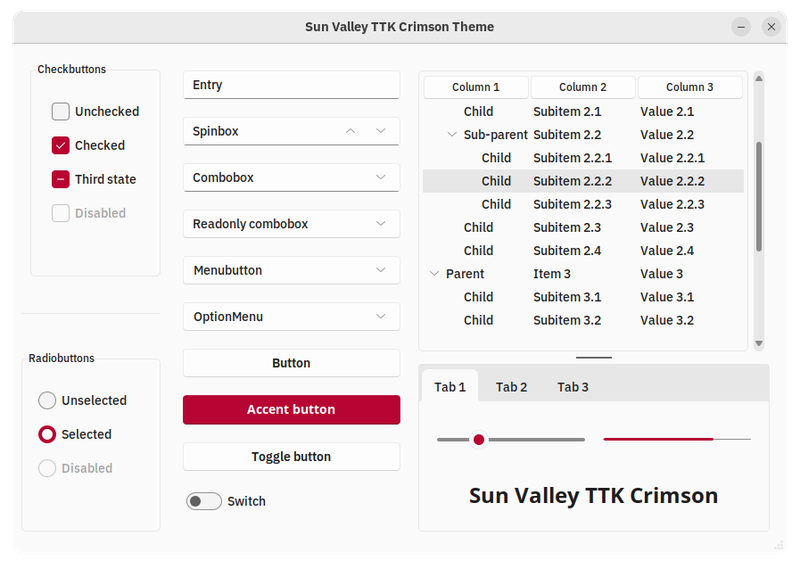 Sun Valley TTK Crimson Theme
Checkbuttons
Unchecked
Checked
Third state
Disabled
Radiobuttons
Unselected
Selected
Disabled
Entry
Spinbox
Combobox
Readonly combobox
Menubutton
OptionMenu
Button
Accent button
Toggle button
Switch
Column 1 Column 2 Column 3
Child Subitem 2.1 Value 2.1
Sub-parent Subitem 2.2 Value 2.2
Child Subitem 2.2.1 Value 2.2.1
Child Subitem 2.2.2 Value 2.2.2
Child Subitem 2.2.3 Value 2.2.3
Child Subitem 2.3 Value 2.3
Child Subitem 2.4 Value 2.4
Parent Item 3 Value 3
Child Subitem 3.1 Value 3.1
Child Subitem 3.2 Value 3.2
Tab 1 Tab 2 Tab 3
Sun Valley TTK Crimson